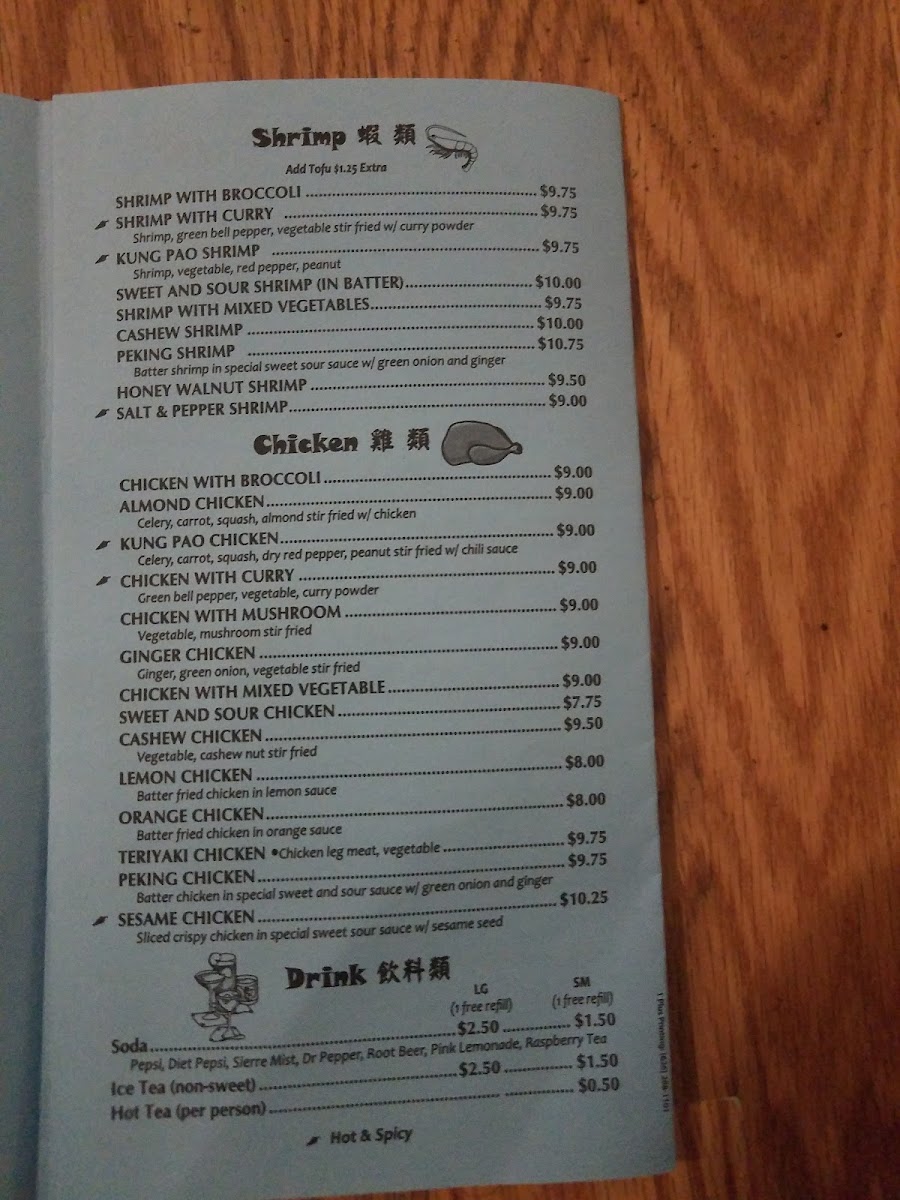 Shrimp 蝦 類
Add Tofu $1.25 Extra
SHRIMP WITH BROCCOLI ........ $9.75
SHRIMP WITH CURRY ........ $9.75
Shrimp, green bell pepper, vegetable stir fried w/ curry powder
KUNG PAO SHRIMP ........ $9.75
Shrimp, vegetable, red pepper, peanut
SWEET AND SOUR SHRIMP (IN BATTER) ........ $10.00
SHRIMP WITH MIXED VEGETABLES ........ $9.75
CASHEW SHRIMP ........ $10.00
PEKING SHRIMP ........ $10.75
Batter shrimp in special sweet sour sauce w/ green onion and ginger
HONEY WALNUT SHRIMP ........ $9.50
SALT & PEPPER SHRIMP ........ $9.00
Chicken 雞 類
CHICKEN WITH BROCCOLI ........ $9.00
ALMOND CHICKEN ........ $9.00
Celery, carrot, squash, almond stir fried w/ chicken
KUNG PAO CHICKEN ........ $9.00
Celery, carrot, squash, dry red pepper, peanut stir fried w/ chili sauce
CHICKEN WITH CURRY ........ $9.00
Green bell pepper, vegetable, curry powder
CHICKEN WITH MUSHROOM ........ $9.00
Vegetable, mushroom stir fried
GINGER CHICKEN ........ $9.00
Ginger, green onion, vegetable stir fried
CHICKEN WITH MIXED VEGETABLE ........ $9.00
SWEET AND SOUR CHICKEN ........ $7.75
CASHEW CHICKEN ........ $9.50
Vegetable, cashew nut stir fried
LEMON CHICKEN ........ $8.00
Batter fried chicken in lemon sauce
ORANGE CHICKEN ........ $8.00
Batter fried chicken in orange sauce
TERIYAKI CHICKEN •Chicken leg meat, vegetable ........ $9.75
PEKING CHICKEN ........ $9.75
Batter chicken in special sweet and sour sauce w/ green onion and ginger
SESAME CHICKEN ........ $10.25
Sliced crispy chicken in special sweet sour sauce w/ sesame seed
Drink 飲料類
LG SM
(1 free refill) (1 free refill)
Soda ........ $2.50 ........ $1.50
Pepsi, Diet Pepsi, Sierre Mist, Dr Pepper, Root Beer, Pink Lemonade, Raspberry Tea
Ice Tea (non-sweet) ........ $2.50 ........ $1.50
Hot Tea (per person) ........ $0.50
Hot & Spicy
1 Plus Printing